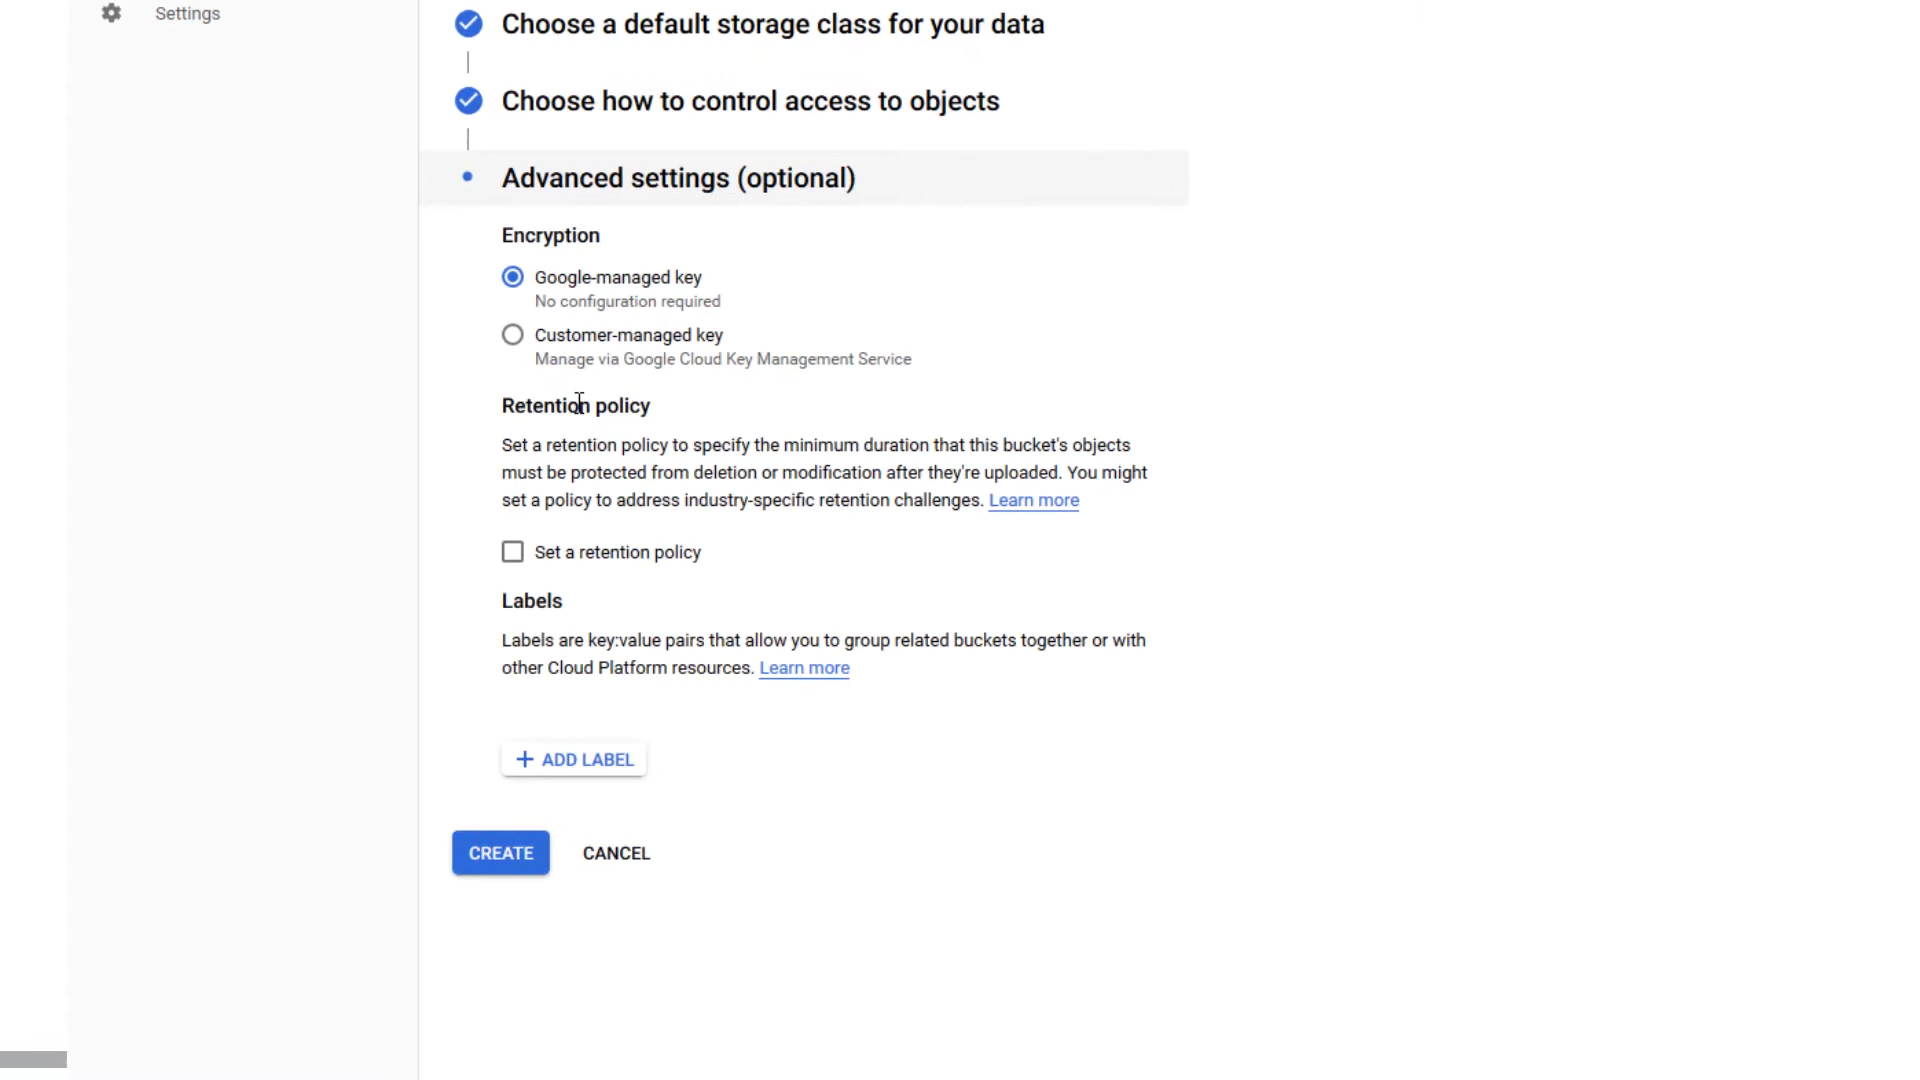 Settings
Choose a default storage class for your data
Choose how to control access to objects
Advanced settings (optional)
Encryption
Google-managed key
No configuration required
Customer-managed key
Manage via Google Cloud Key Management Service
Retention policy
Set a retention policy to specify the minimum duration that this bucket's objects
must be protected from deletion or modification after they're uploaded. You might
set a policy to address industry-specific retention challenges. Learn more
Set a retention policy
Labels
Labels are key:value pairs that allow you to group related buckets together or with
other Cloud Platform resources. Learn more
+ ADD LABEL
CREATE CANCEL